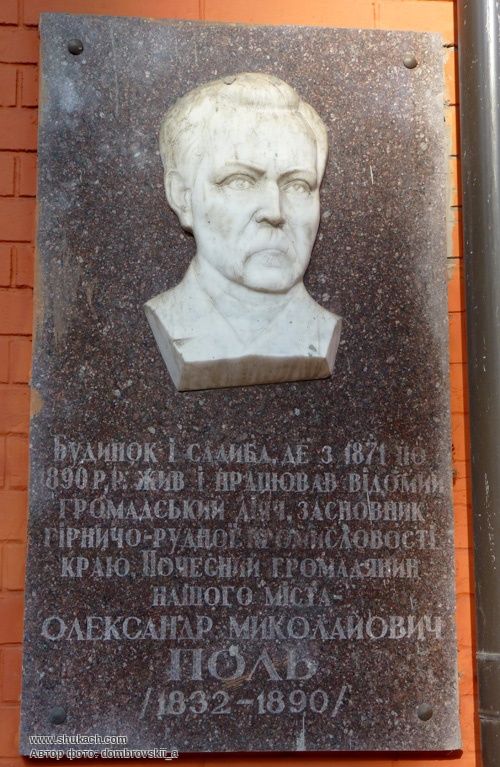 Будинок і садиба, де з 1871 по
1890 р.р. жив і працював відомий
громадський діяч, засновник
гірничо-рудної промисловості
краю, Почесний громадянин
нашого міста-
Олександр Миколайович
Поль
/1832-1890/
www.shukach.com
Автор фото: dombrovskii_a